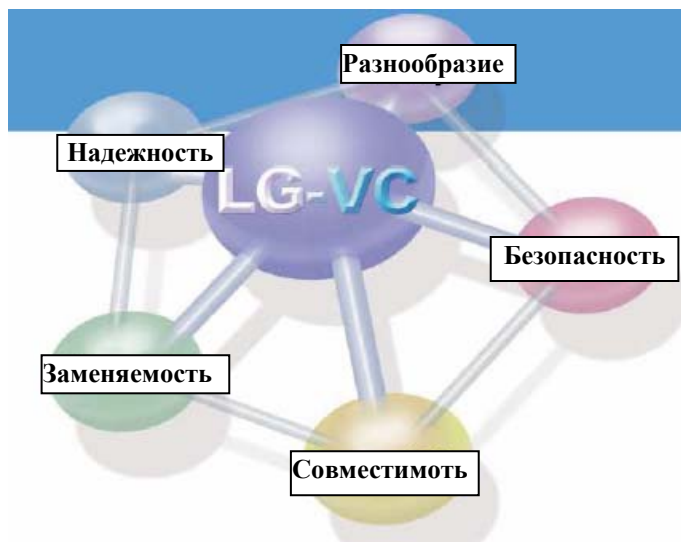 Разнообразие
Надежность
LG-VC
Безопасность
Заменяемость
Совместимоть